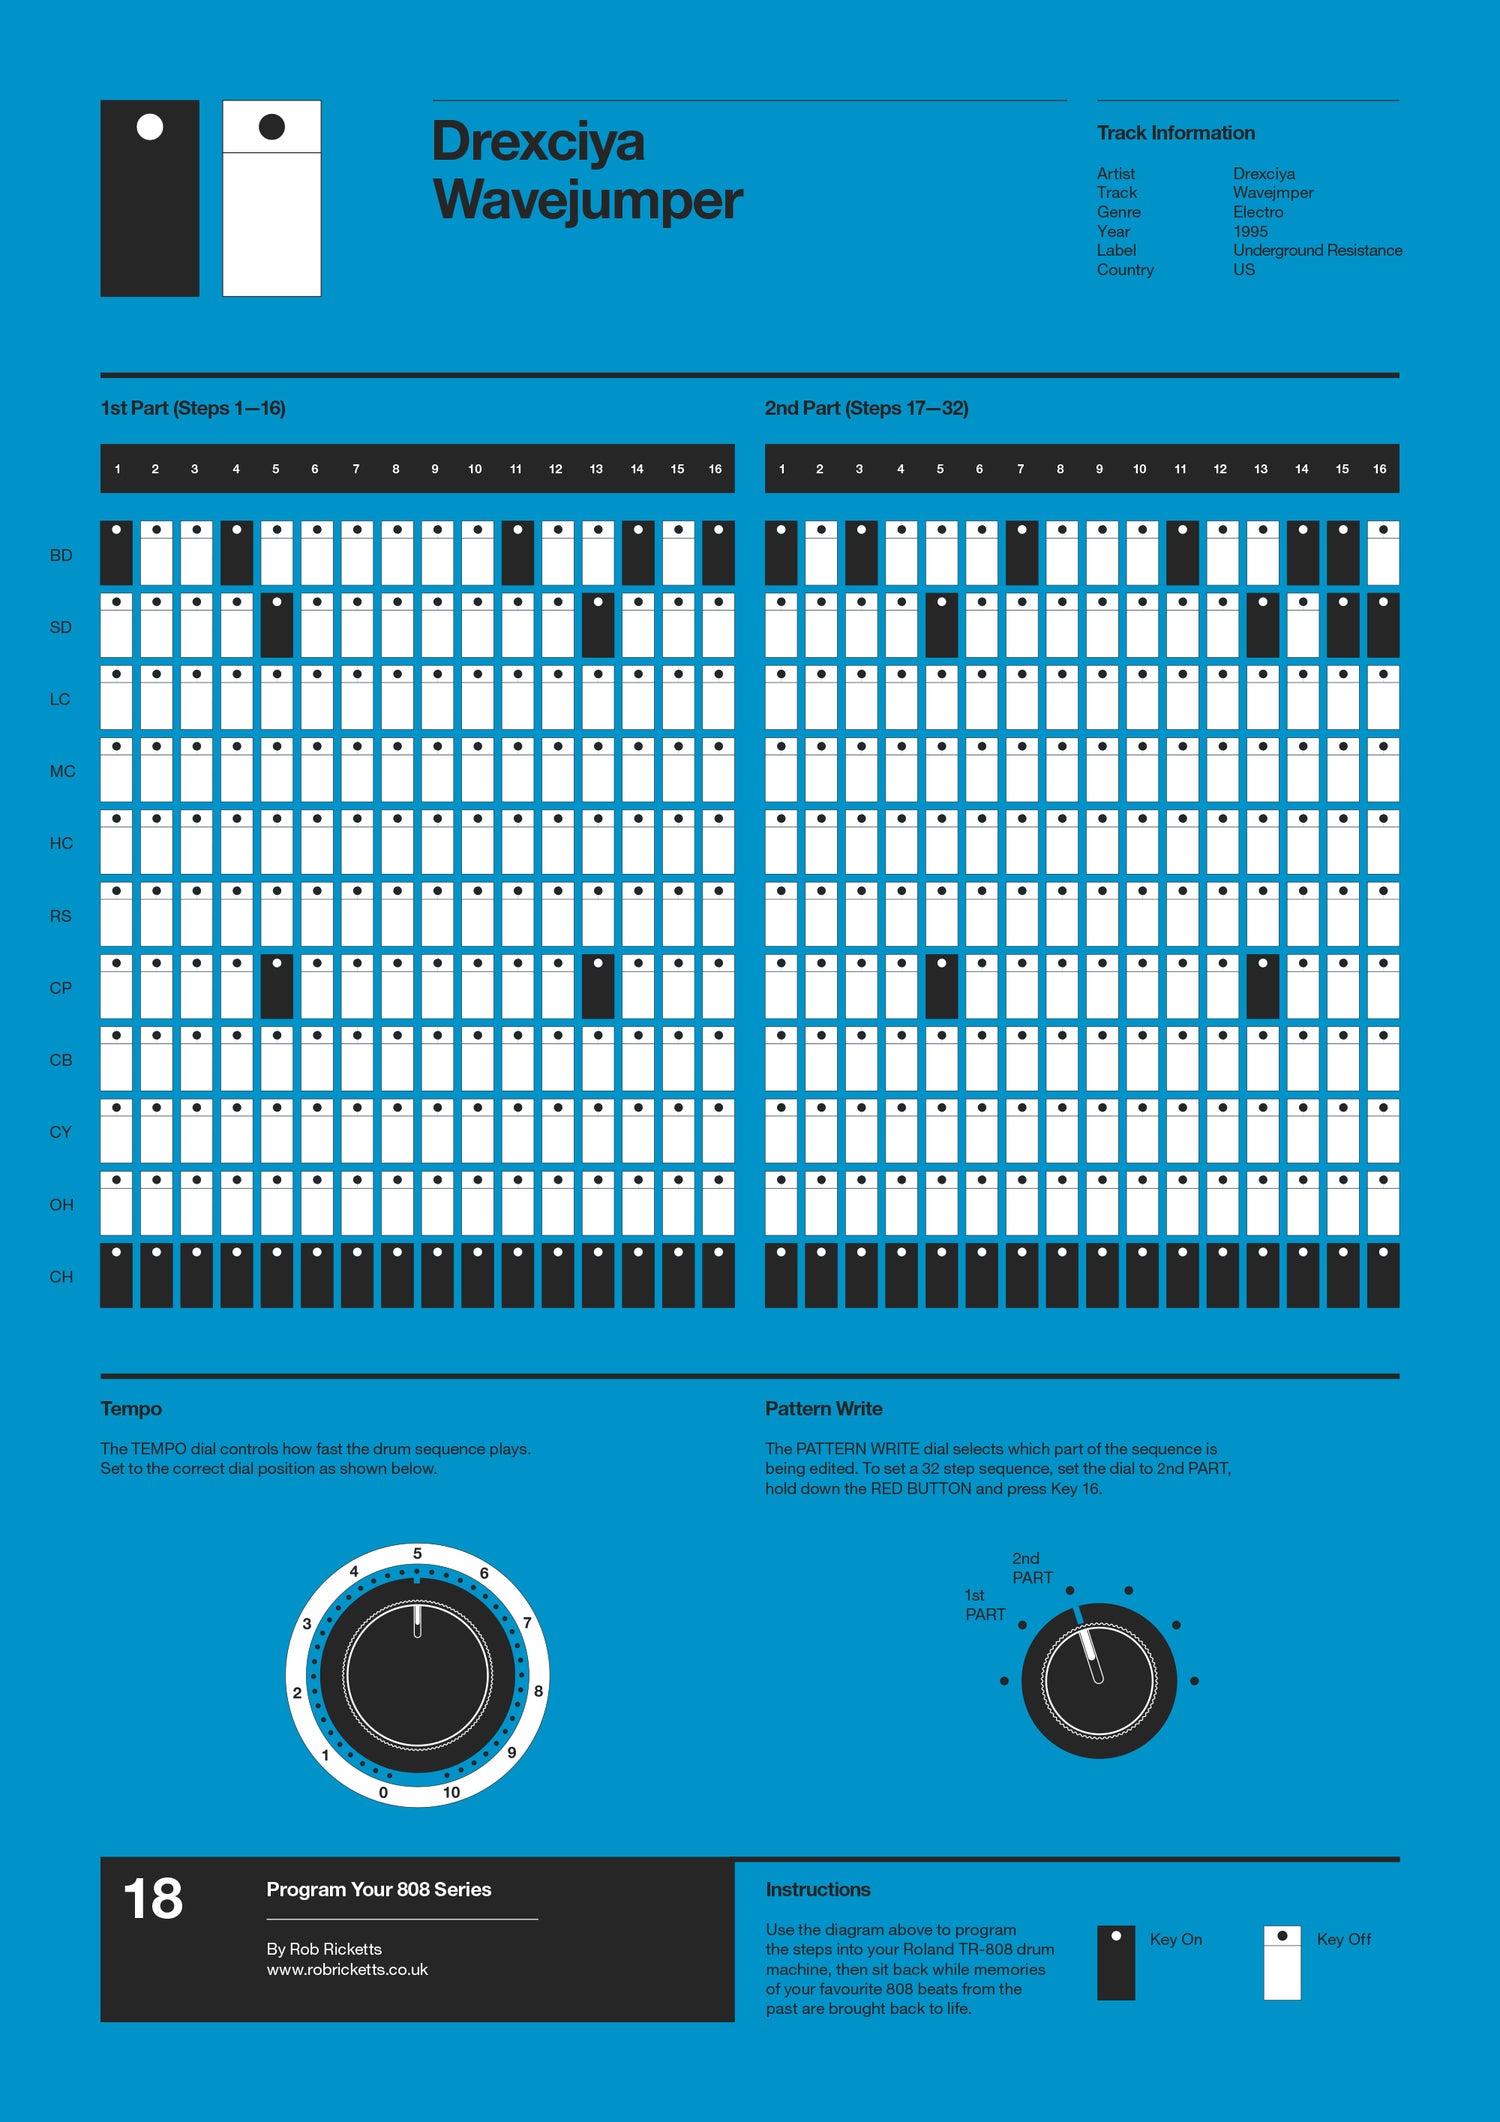 Drexciya
Wavejumper
Track Information
Artist Drexciya
Track Wavejmper
Genre Electro
Year 1995
Label Underground Resistance
Country US
1st Part (Steps 1—16)
2nd Part (Steps 17—32)
1 2 3 4 5 6 7 8 9 10 11 12 13 14 15 16
1 2 3 4 5 6 7 8 9 10 11 12 13 14 15 16
BD
SD
LC
MC
HC
RS
CP
CB
CY
OH
CH
Tempo
The TEMPO dial controls how fast the drum sequence plays.
Set to the correct dial position as shown below.
Pattern Write
The PATTERN WRITE dial selects which part of the sequence is
being edited. To set a 32 step sequence, set the dial to 2nd PART,
hold down the RED BUTTON and press Key 16.
0
1
2
3
4
5
6
7
8
9
10
1st
PART
2nd
PART
18
Program Your 808 Series
By Rob Ricketts
www.robricketts.co.uk
Instructions
Use the diagram above to program
the steps into your Roland TR-808 drum
machine, then sit back while memories
of your favourite 808 beats from the
past are brought back to life.
Key On
Key Off